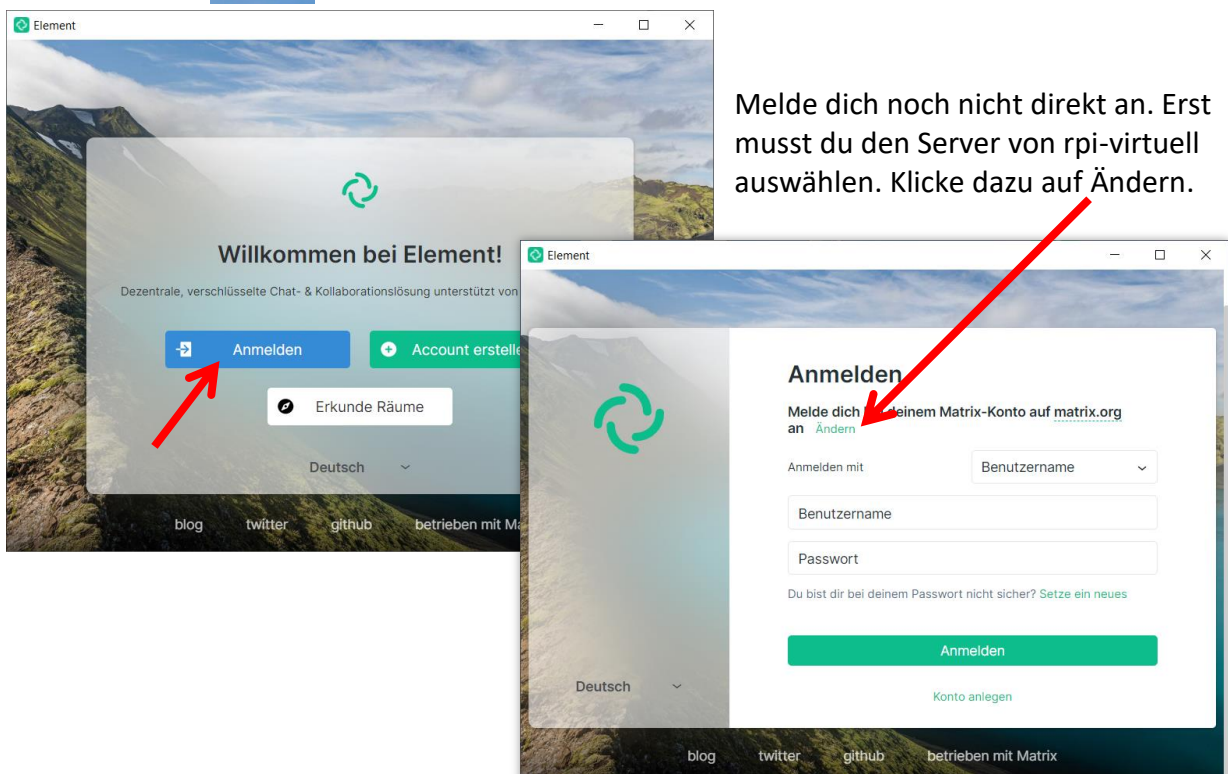 Element
Melde dich noch nicht direkt an. Erst
musst du den Server von rpi-virtuell
auswählen. Klicke dazu auf Ändern.
Willkommen bei Element!
Dezentrale, verschlüsselte Chat- & Kollaborationslösung unterstützt von
Anmelden
Account erstelle
Erkunde Räume
Deutsch
blog twitter github betrieben mit
Element
Anmelden
Melde dich deinem Matrix-Konto auf matrix.org
an Ändern
Anmelden mit Benutzername
Benutzername
Passwort
Du bist dir bei deinem Passwort nicht sicher? Setze ein neues
Anmelden
Konto anlegen
Deutsch
blog twitter github betrieben mit Matrix